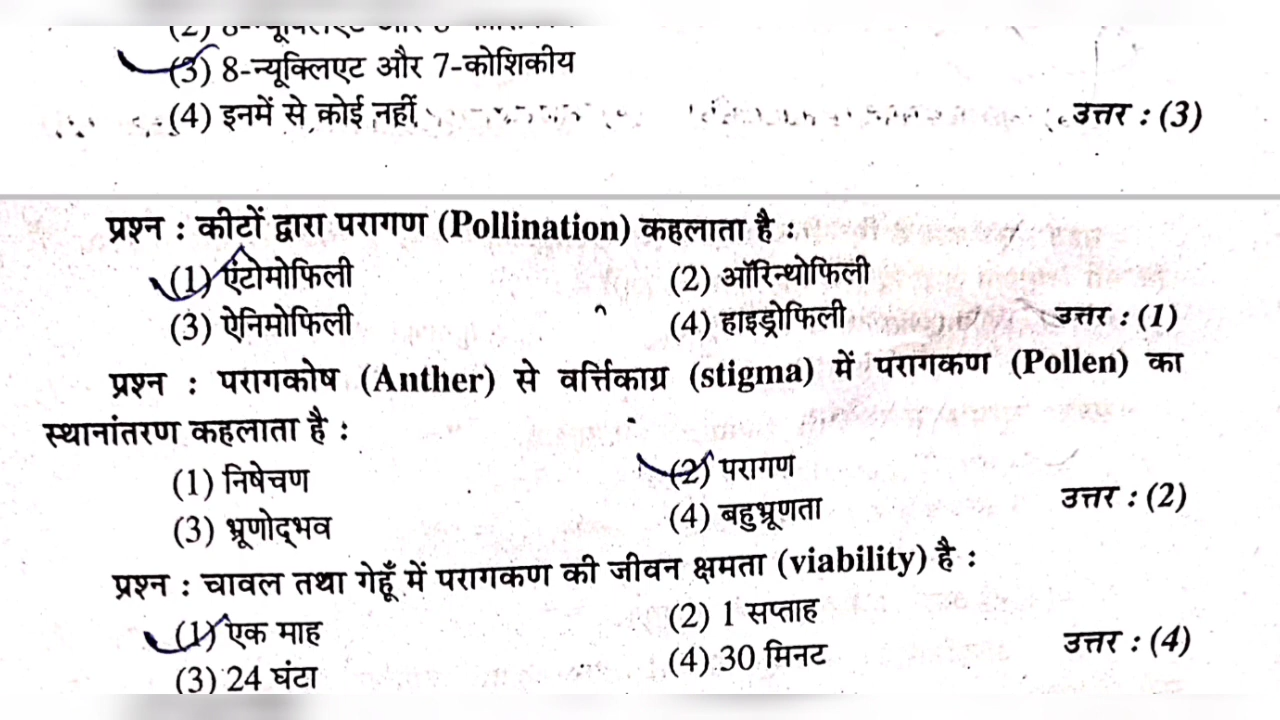 (3) 8-न्यूक्लिएट और 7-कोशिकीय
(4) इनमें से कोई नहीं उत्तर : (3)
प्रश्न : कीटों द्वारा परागण (Pollination) कहलाता है :
(1) एंटोमोफिली (2) ऑरिन्थोफिली
(3) ऐनिमोफिली (4) हाइड्रोफिली उत्तर : (1)
प्रश्न : परागकोष (Anther) से वर्त्तिकाग्र (stigma) में परागकण (Pollen) का
स्थानांतरण कहलाता है :
(1) निषेचण (2) परागण
(3) भ्रूणोद्भव (4) बहुभ्रूणता उत्तर : (2)
प्रश्न : चावल तथा गेहूँ में परागकण की जीवन क्षमता (viability) है :
(1) एक माह (2) 1 सप्ताह
(3) 24 घंटा (4) 30 मिनट उत्तर : (4)